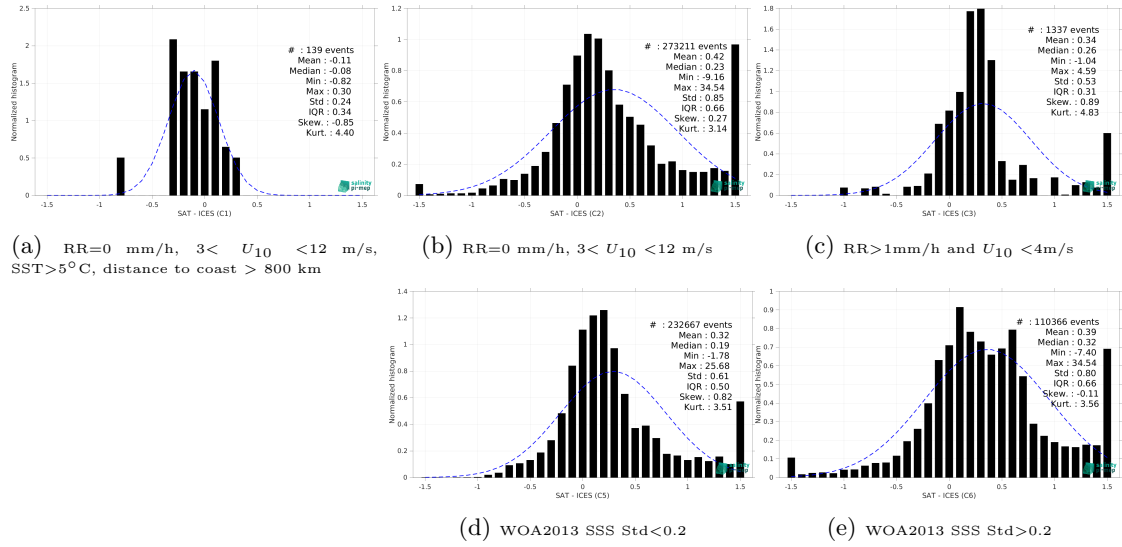 2.5
2
1.5
1
0.5
0
Normalized histogram
# : 139 events
Mean : -0.11
Median : -0.08
Min : -0.82
Max : 0.30
Std : 0.24
IQR : 0.34
Skew. : -0.85
Kurt. : 4.40
salinity
pi-mep
-1.5 -1 -0.5 0 0.5 1 1.5
SAT - ICES (C1)
(a) RR=0 mm/h, 3< U10 <12 m/s,
SST>5°C, distance to coast > 800 km
1.2
1
0.8
0.6
0.4
0.2
0
Normalized histogram
# : 273211 events
Mean : 0.42
Median : 0.23
Min : -9.16
Max : 34.54
Std : 0.85
IQR : 0.66
Skew. : 0.27
Kurt. : 3.14
salinity
pi-mep
-1.5 -1 -0.5 0 0.5 1 1.5
SAT - ICES (C2)
(b) RR=0 mm/h, 3< U10 <12 m/s
1.8
1.6
1.4
1.2
1
0.8
0.6
0.4
0.2
0
Normalized histogram
# : 1337 events
Mean : 0.34
Median : 0.26
Min : -1.04
Max : 4.59
Std : 0.53
IQR : 0.31
Skew. : 0.89
Kurt. : 4.83
salinity
pi-mep
-1.5 -1 -0.5 0 0.5 1 1.5
SAT - ICES (C3)
(c) RR>1mm/h and U10 <4m/s
1.4
1.2
1
0.8
0.6
0.4
0.2
0
Normalized histogram
# : 232667 events
Mean : 0.32
Median : 0.19
Min : -1.78
Max : 25.68
Std : 0.61
IQR : 0.50
Skew. : 0.82
Kurt. : 3.51
salinity
pi-mep
-1.5 -1 -0.5 0 0.5 1 1.5
SAT - ICES (C5)
(d) WOA2013 SSS Std<0.2
1
0.9
0.8
0.7
0.6
0.5
0.4
0.3
0.2
0.1
0
Normalized histogram
# : 110366 events
Mean : 0.39
Median : 0.32
Min : -7.40
Max : 34.54
Std : 0.80
IQR : 0.66
Skew. : -0.11
Kurt. : 3.56
salinity
pi-mep
-1.5 -1 -0.5 0 0.5 1 1.5
SAT - ICES (C6)
(e) WOA2013 SSS Std>0.2